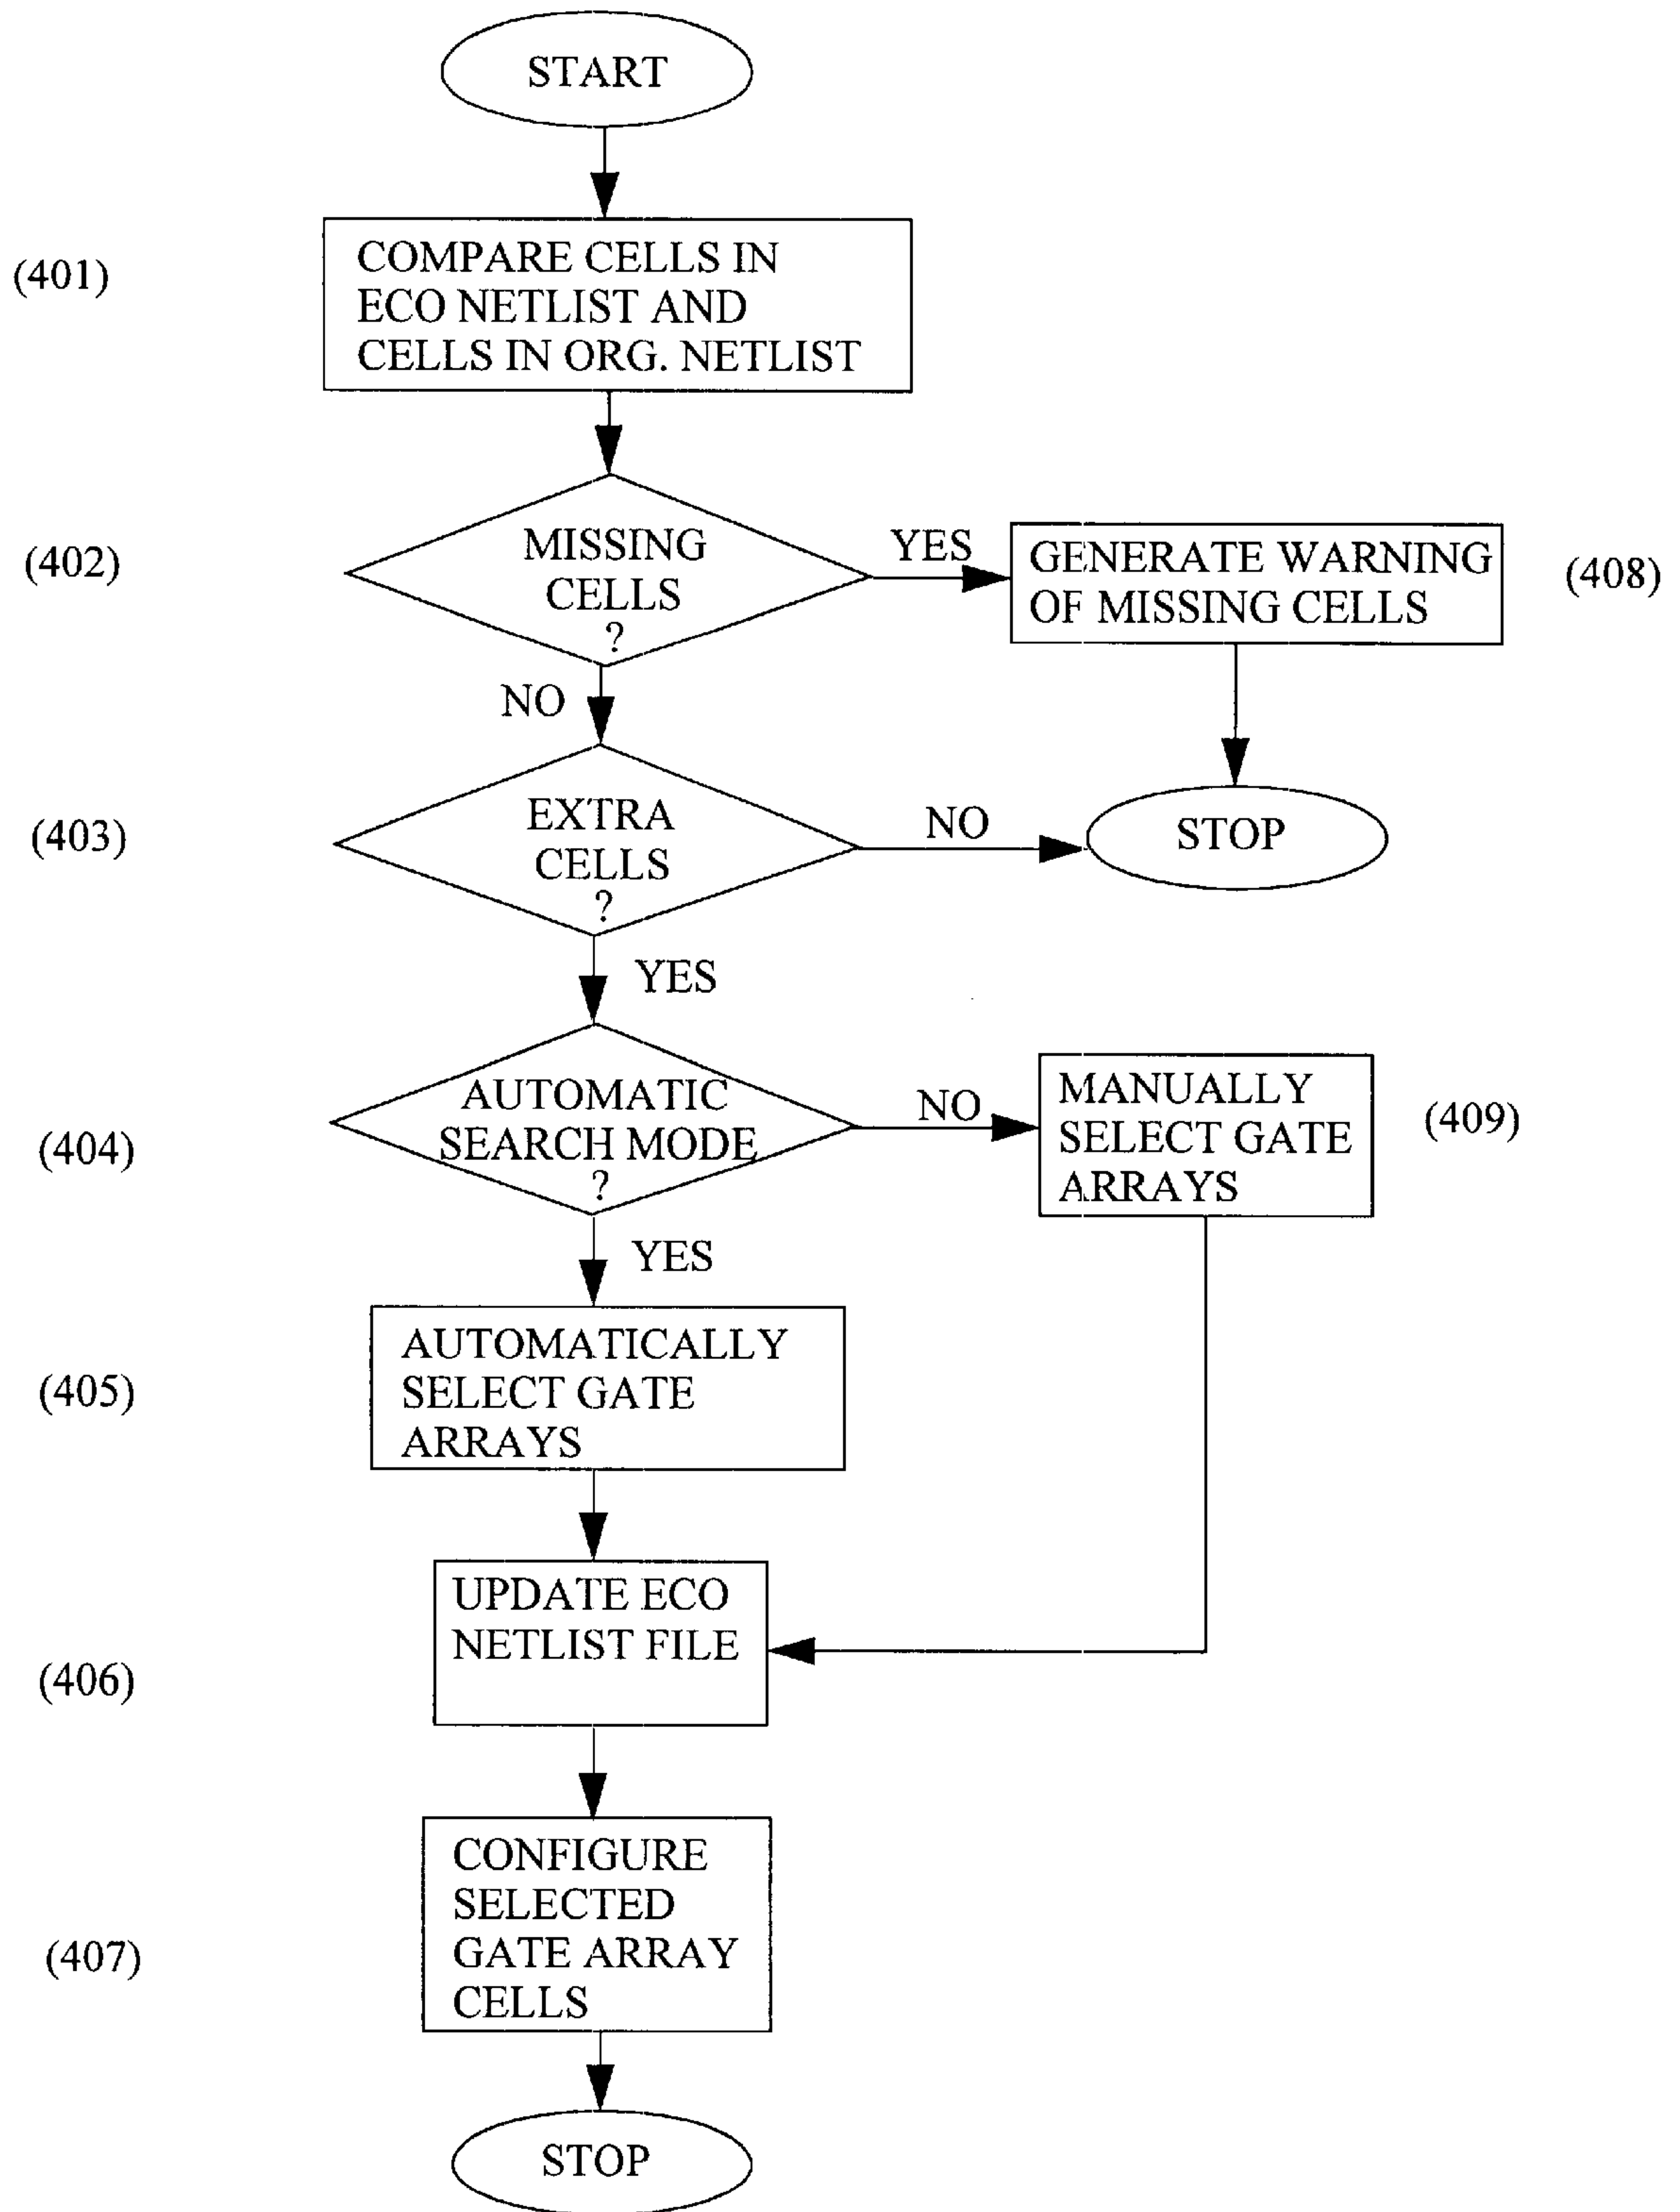 START
(401)
COMPARE CELLS IN
ECO NETLIST AND
CELLS IN ORG. NETLIST
(402)
MISSING
CELLS
?
YES
GENERATE WARNING
OF MISSING CELLS
(408)
NO
(403)
EXTRA
CELLS
?
NO
STOP
YES
(404)
AUTOMATIC
SEARCH MODE
?
NO
MANUALLY
SELECT GATE
ARRAYS
(409)
YES
(405)
AUTOMATICALLY
SELECT GATE
ARRAYS
(406)
UPDATE ECO
NETLIST FILE
(407)
CONFIGURE
SELECTED
GATE ARRAY
CELLS
STOP